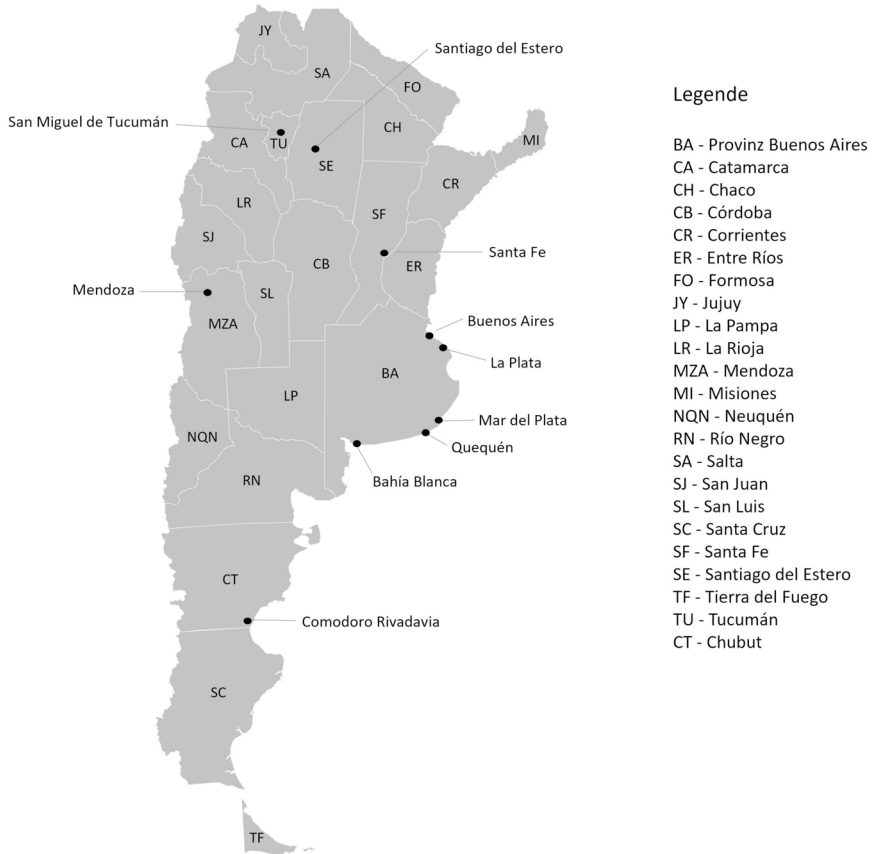 JY
Santiago del Estero
SA
FO
San Miguel de Tucumán
CH
MI
CA
TU
SE
CR
LR
SF
SJ
Santa Fe
CB
ER
Mendoza
SL
MZA
Buenos Aires
La Plata
BA
LP
Mar del Plata
NQN
Quequén
RN
Bahía Blanca
CT
Comodoro Rivadavia
SC
TF
Legende
BA - Provinz Buenos Aires
CA - Catamarca
CH - Chaco
CB - Córdoba
CR - Corrientes
ER - Entre Ríos
FO - Formosa
JY - Jujuy
LP - La Pampa
LR - La Rioja
MZA - Mendoza
MI - Misiones
NQN - Neuquén
RN - Río Negro
SA - Salta
SJ - San Juan
SL - San Luis
SC - Santa Cruz
SF - Santa Fe
SE - Santiago del Estero
TF - Tierra del Fuego
TU - Tucumán
CT - Chubut